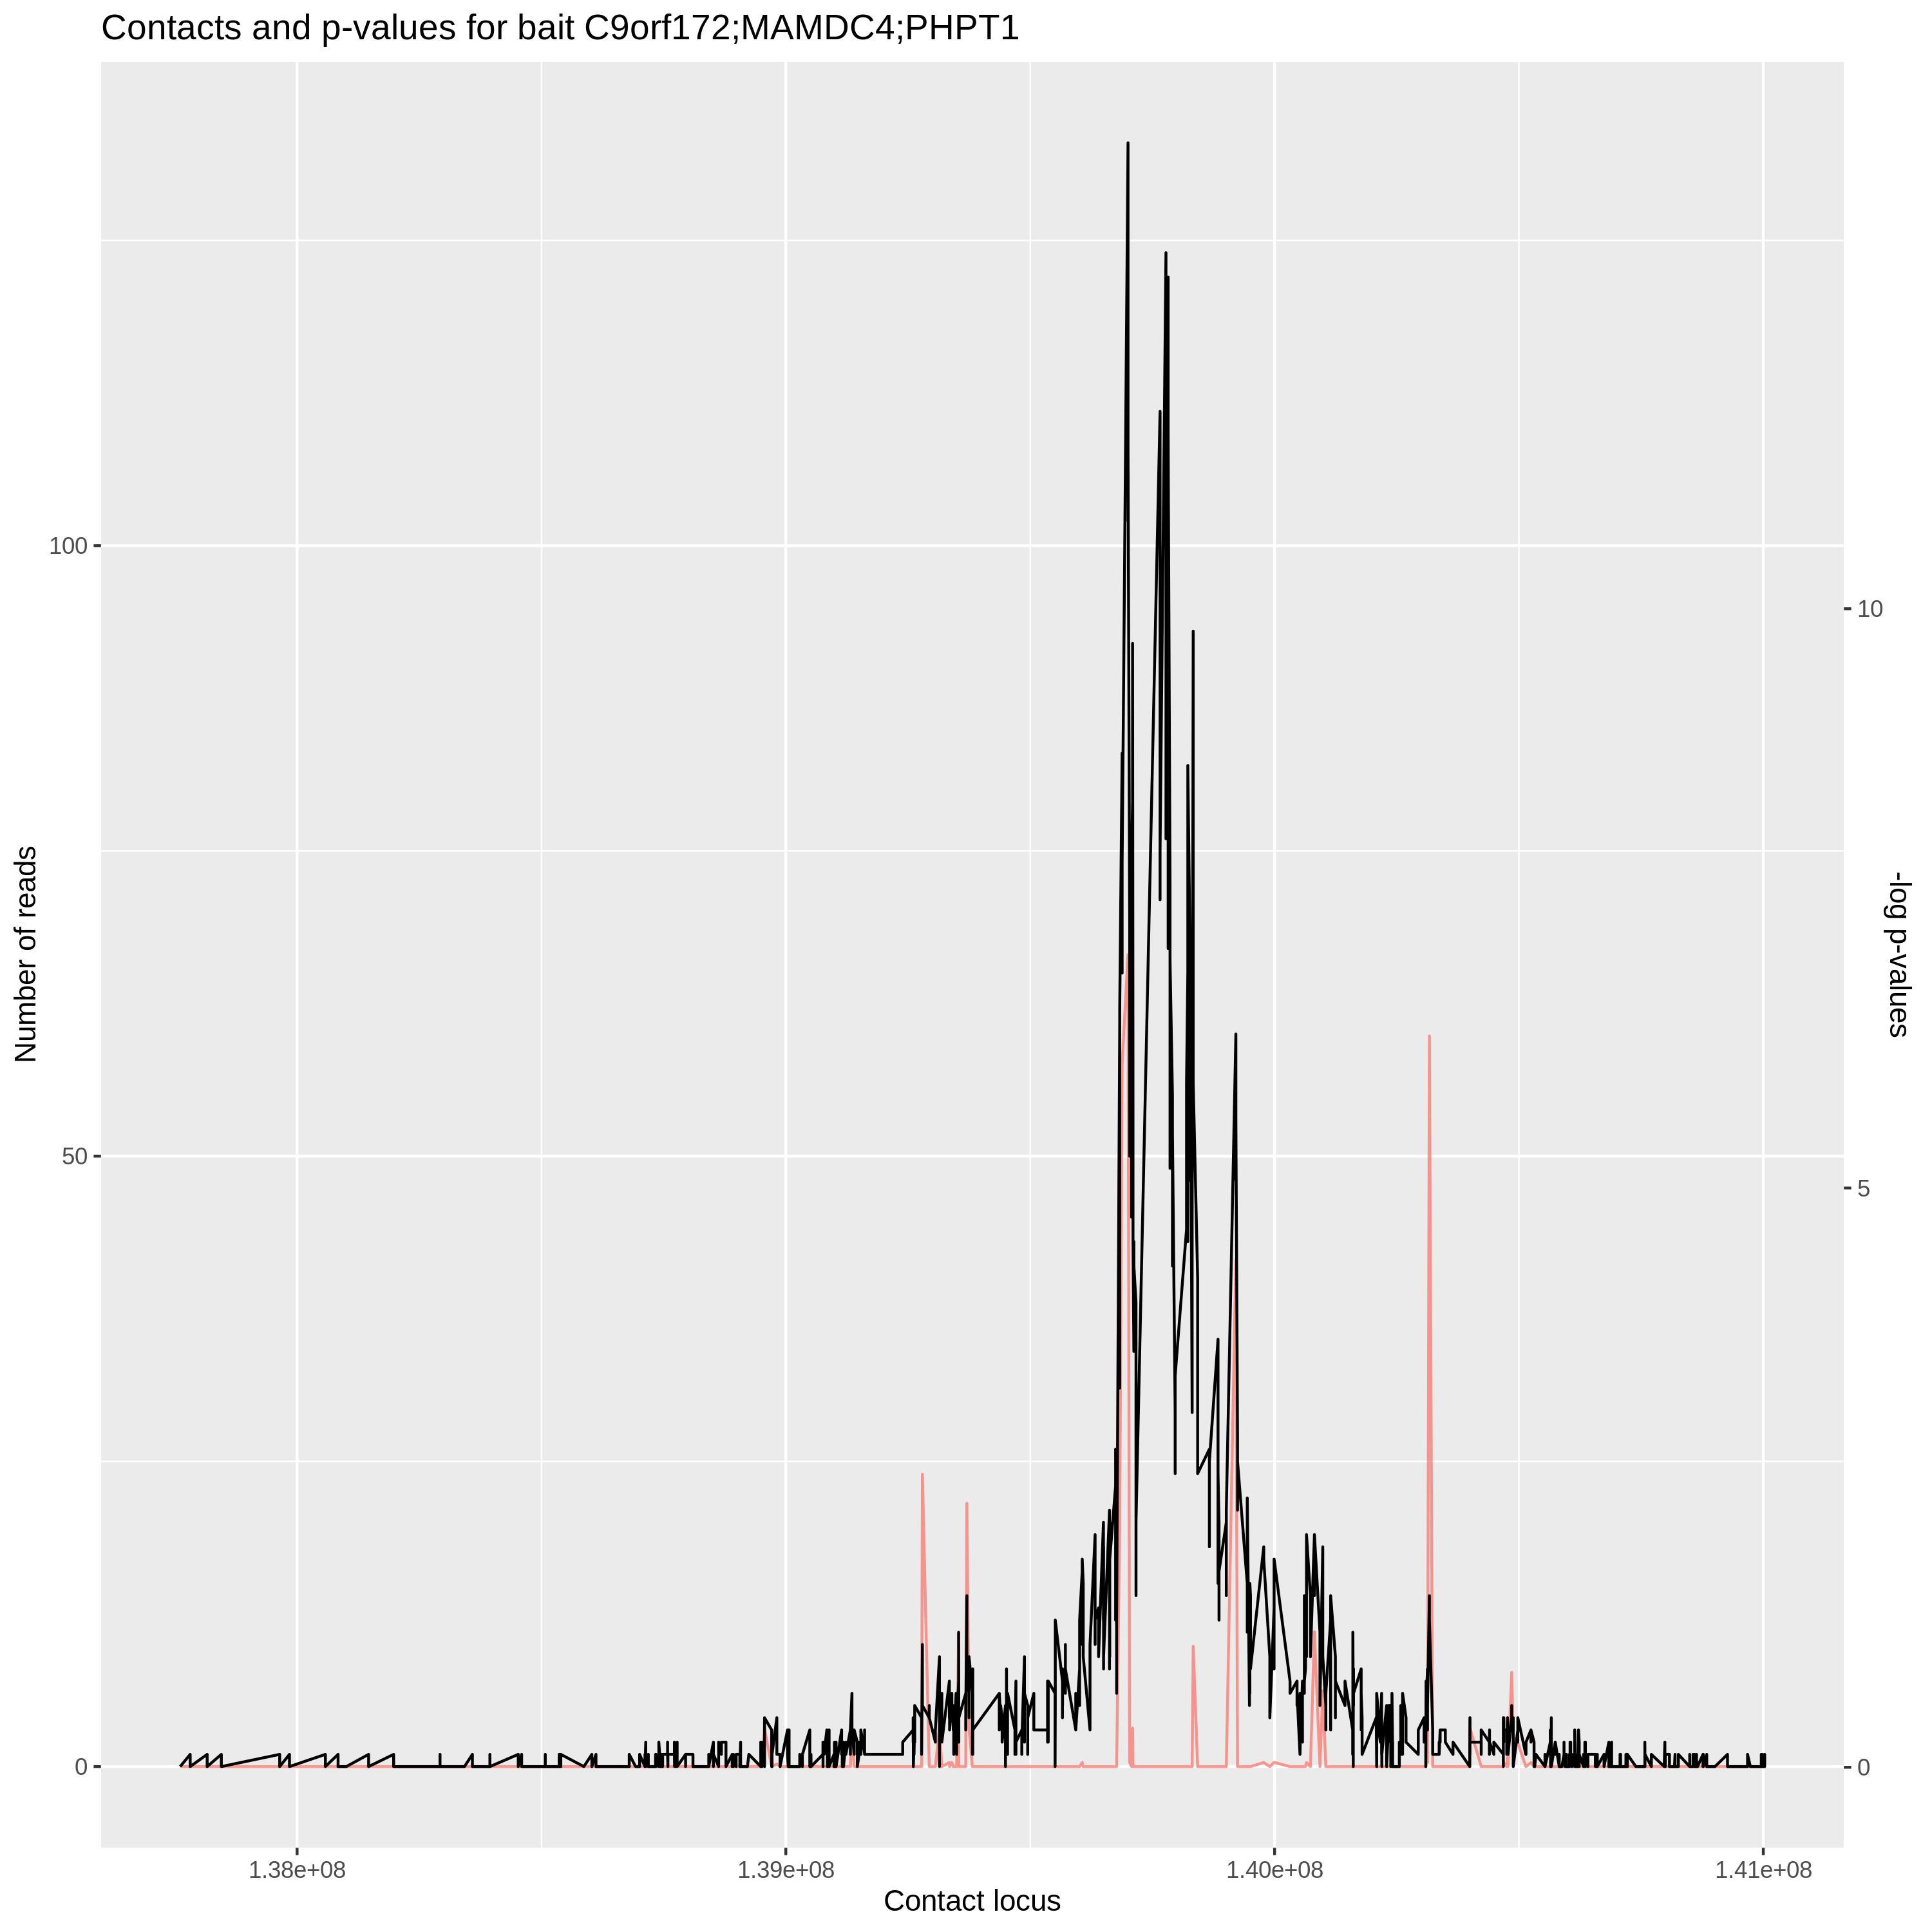 Contacts and p-values for bait C9orf172;MAMDC4;PHPT1
100
50
0
Number of reads
10
5
0
-log p-values
1.38e+08
1.39e+08
1.40e+08
1.41e+08
Contact locus